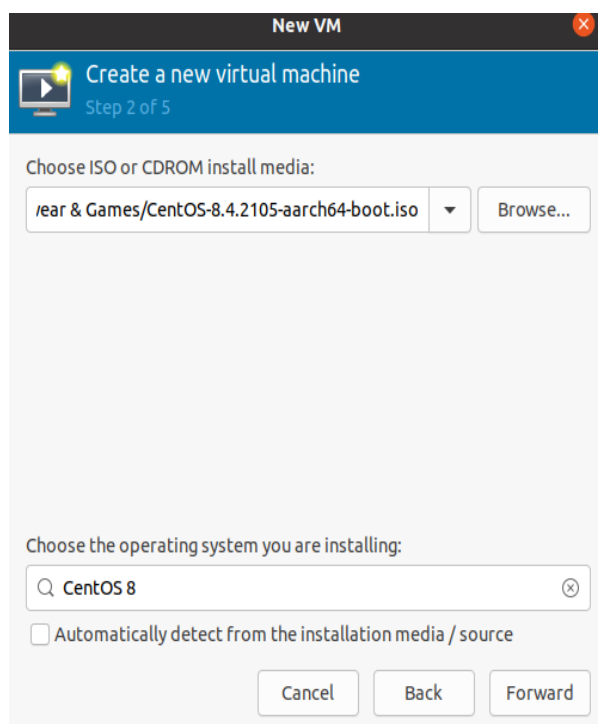 New VM
Create a new virtual machine
Step 2 of 5
Choose ISO or CDROM install media:
& Games/CentOS-8.4.2105-aarch64-boot.iso
Browse...
Choose the operating system you are installing:
CentOS 8
Automatically detect from the installation media / source
Cancel Back Forward